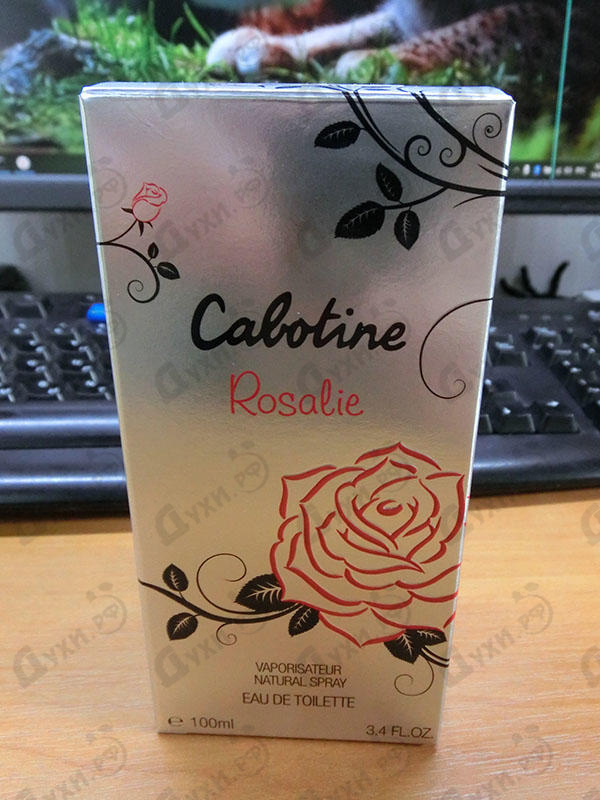 Cabotine
Rosalie
VAPORISATEUR
NATURAL SPRAY
EAU DE TOILETTE
e 100ml
3.4 FL.OZ.
Духи.рф